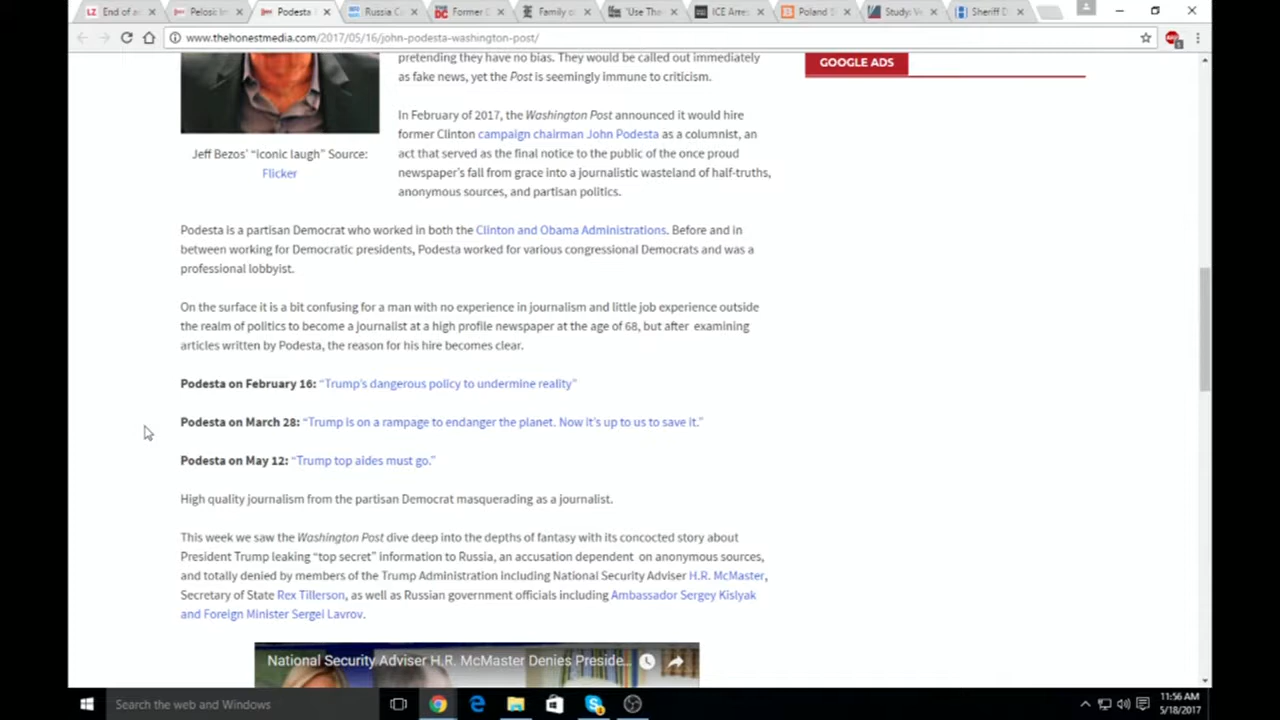 End of a
Pelosi: Im
Podesta
Russia C
Former
Family o
"Use Tha
ICE Arre
Poland S
Study: V
Sheriff D
www.thehonestmedia.com/2017/05/16/john-podesta-washington-post/
pretending they have no bias. They would be called out immediately
as fake news, yet the Post is seemingly immune to criticism.
GOOGLE ADS
In February of 2017, the Washington Post announced it would hire
former Clinton campaign chairman John Podesta as a columnist, an
act that served as the final notice to the public of the once proud
newspaper's fall from grace into a journalistic wasteland of half-truths,
anonymous sources, and partisan politics.
Jeff Bezos' "iconic laugh" Source:
Flicker
Podesta is a partisan Democrat who worked in both the Clinton and Obama Administrations. Before and in
between working for Democratic presidents, Podesta worked for various congressional Democrats and was a
professional lobbyist.
On the surface it is a bit confusing for a man with no experience in journalism and little job experience outside
the realm of politics to become a journalist at a high profile newspaper at the age of 68, but after examining
articles written by Podesta, the reason for his hire becomes clear.
Podesta on February 16: "Trump's dangerous policy to undermine reality"
Podesta on March 28: "Trump is on a rampage to endanger the planet. Now it's up to us to save it."
Podesta on May 12: "Trump top aides must go."
High quality journalism from the partisan Democrat masquerading as a journalist.
This week we saw the Washington Post dive deep into the depths of fantasy with its concocted story about
President Trump leaking "top secret" information to Russia, an accusation dependent on anonymous sources,
and totally denied by members of the Trump Administration including National Security Adviser H.R. McMaster,
Secretary of State Rex Tillerson, as well as Russian government officials including Ambassador Sergey Kislyak
and Foreign Minister Sergei Lavrov.
National Security Adviser H.R. McMaster Denies Preside...
Search the web and Windows
11:56 AM
5/18/2017